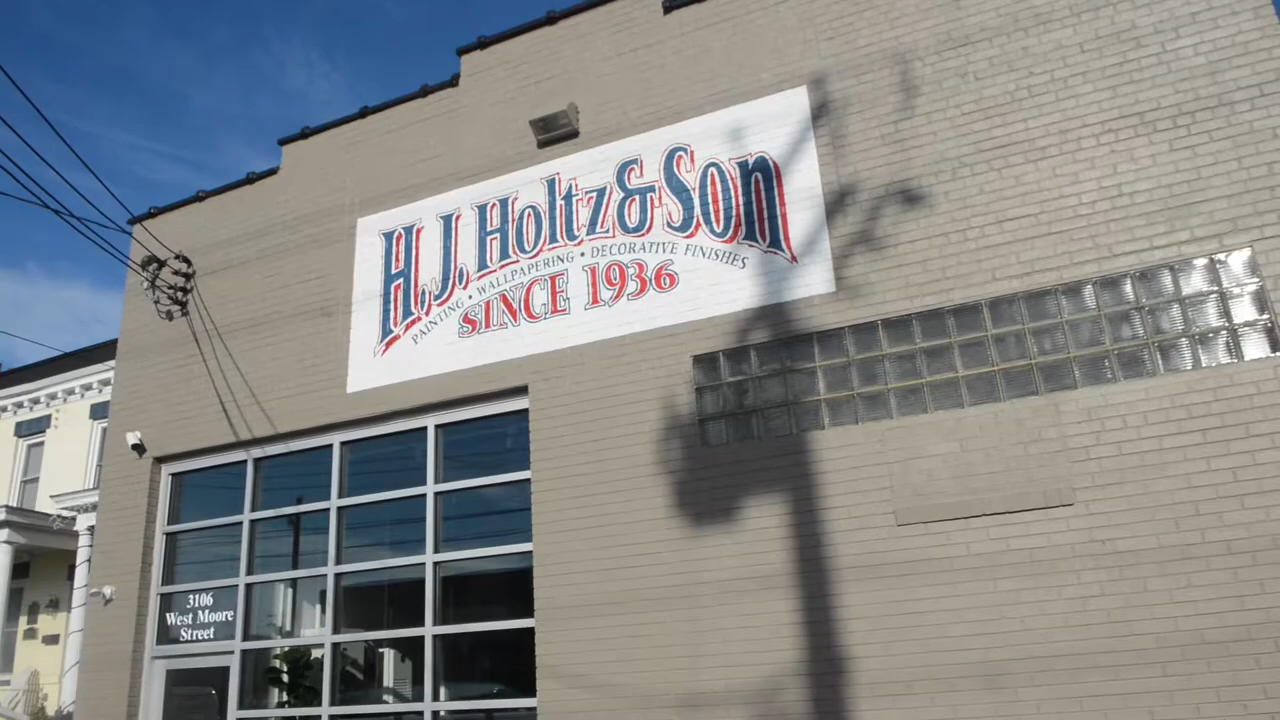 H.J. Holtz & Son
PAINTING • WALLPAPERING • DECORATIVE FINISHES
SINCE 1936
3106
West Moore
Street